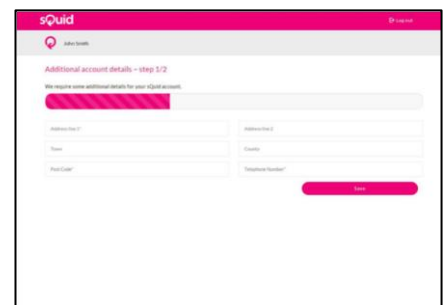 sQuid
Log out
John Smith
Additional account details – step 1/2
We require some additional details for your sQuid account.
Address line 1*
Address line 2
Town
County
Post Code*
Telephone Number*
Save